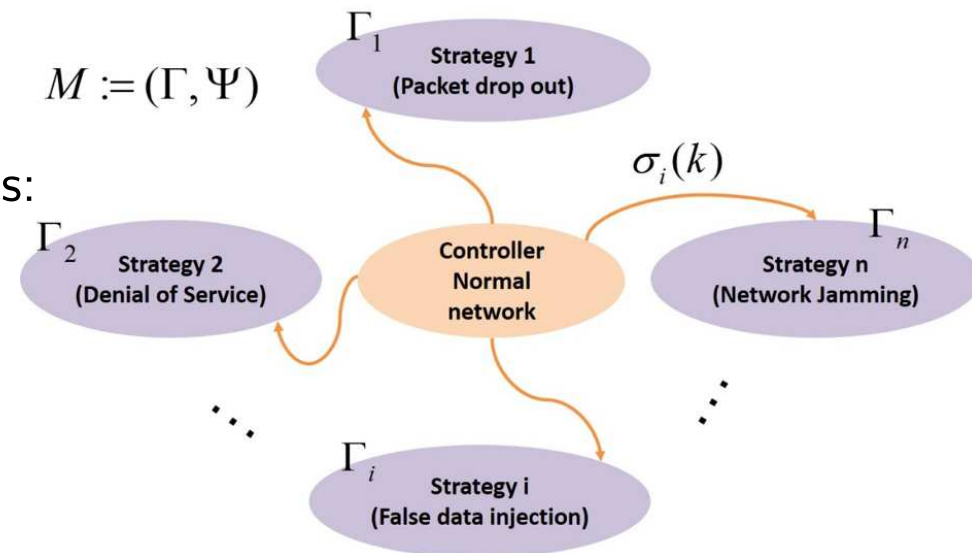 Γ₁
Strategy 1
(Packet drop out)
M := (Γ, Ψ)
s:
σᵢ(k)
Γ₂
Strategy 2
(Denial of Service)
Controller
Normal
network
Γₙ
Strategy n
(Network Jamming)
...
...
Γᵢ
Strategy i
(False data injection)